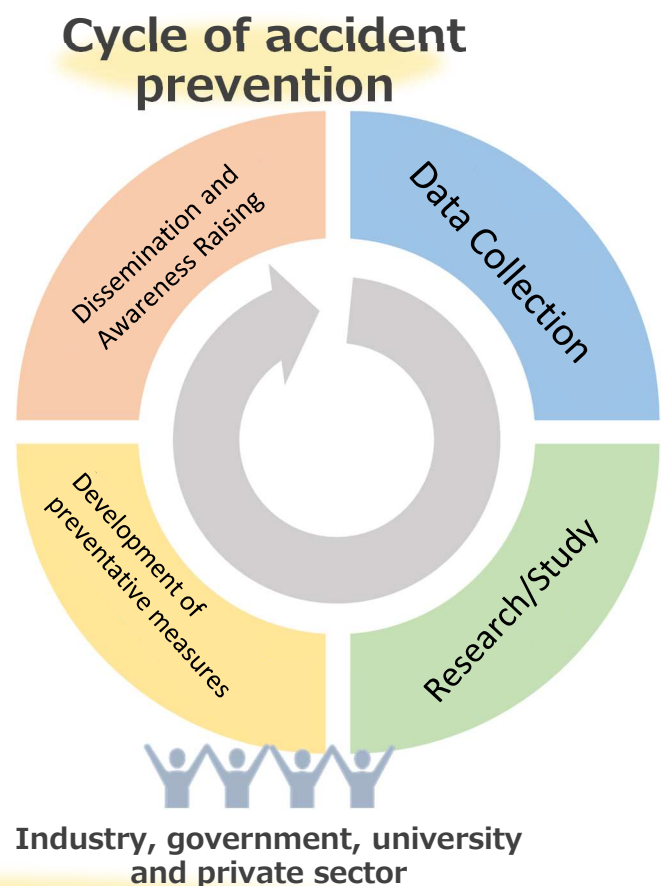 Cycle of accident
prevention
Dissemination and
Awareness Raising
Data Collection
Development of
preventative measures
Research/Study
Industry, government, university
and private sector